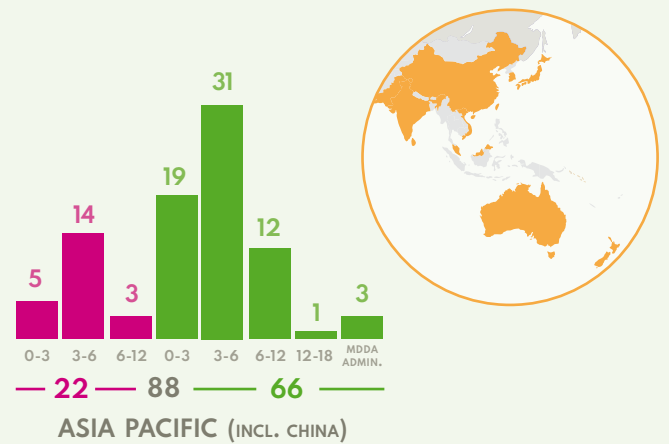 31
19
14
12
5
3
1
3
0-3 3-6 6-12 0-3 3-6 6-12 12-18 MDDA ADMIN.
22 88 66
ASIA PACIFIC (INCL. CHINA)